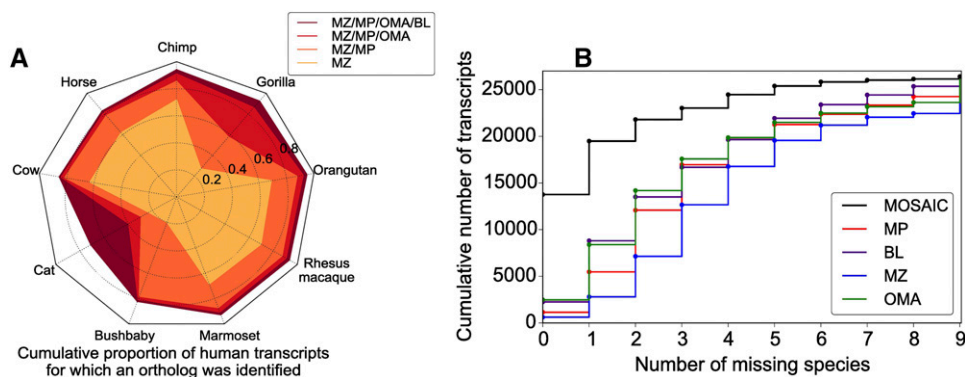 A
MZ/MP/OMA/BL
MZ/MP/OMA
MZ/MP
MZ
Chimp
Horse
Gorilla
Cow
0.2
0.4
0.6
0.8
Orangutan
Cat
Rhesus
macaque
Bushbaby
Marmoset
Cumulative proportion of human transcripts
for which an ortholog was identified
B
Cumulative number of transcripts
25000
20000
15000
10000
5000
0
MOSAIC
MP
BL
MZ
OMA
0 1 2 3 4 5 6 7 8 9
Number of missing species